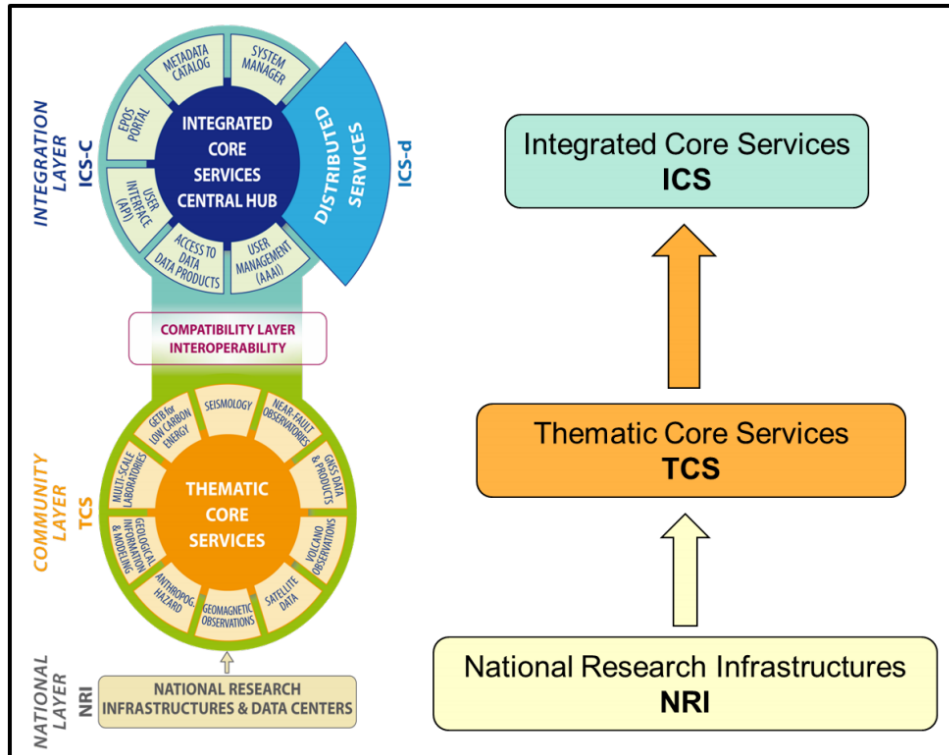 INTEGRATION
LAYER
ICS-C
METADATA
CATALOG
SYSTEM
MANAGER
EPOS
PORTAL
USER
INTERFACE
(API)
ACCESS TO
DATA
DATA PRODUCTS
USER
MANAGEMENT
(AAAI)
INTEGRATED
CORE
SERVICES
CENTRAL HUB
DISTRIBUTED
SERVICES
ICS-d
COMPATIBILITY LAYER
INTEROPERABILITY
COMMUNITY
LAYER
TCS
SEISMOLOGY
NEAR-FAULT
OBSERVATORIES
GNSS DATA
& PRODUCTS
VOLCANO
OBSERVATIONS
SATELLITE
DATA
GEOMAGNETIC
OBSERVATIONS
ANTHROPOG.
HAZARD
GEOLOGICAL
INFORMATION
& MODELING
MULTI-SCALE
LABORATORIES
GETB for
LOW CARBON
ENERGY
THEMATIC
CORE
SERVICES
NATIONAL
LAYER
NRI
NATIONAL RESEARCH
INFRASTRUCTURES & DATA CENTERS
Integrated Core Services
ICS
Thematic Core Services
TCS
National Research Infrastructures
NRI